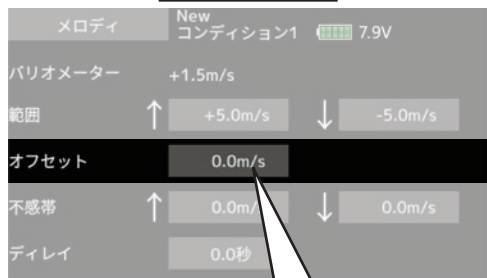 メロディ
New
コンディション1 7.9V
バリオメーター +1.5m/s
範囲 ↑ +5.0m/s ↓ -5.0m/s
オフセット 0.0m/s
不感帯 ↑ 0.0m/ ↓ 0.0m/s
ディレイ 0.0秒